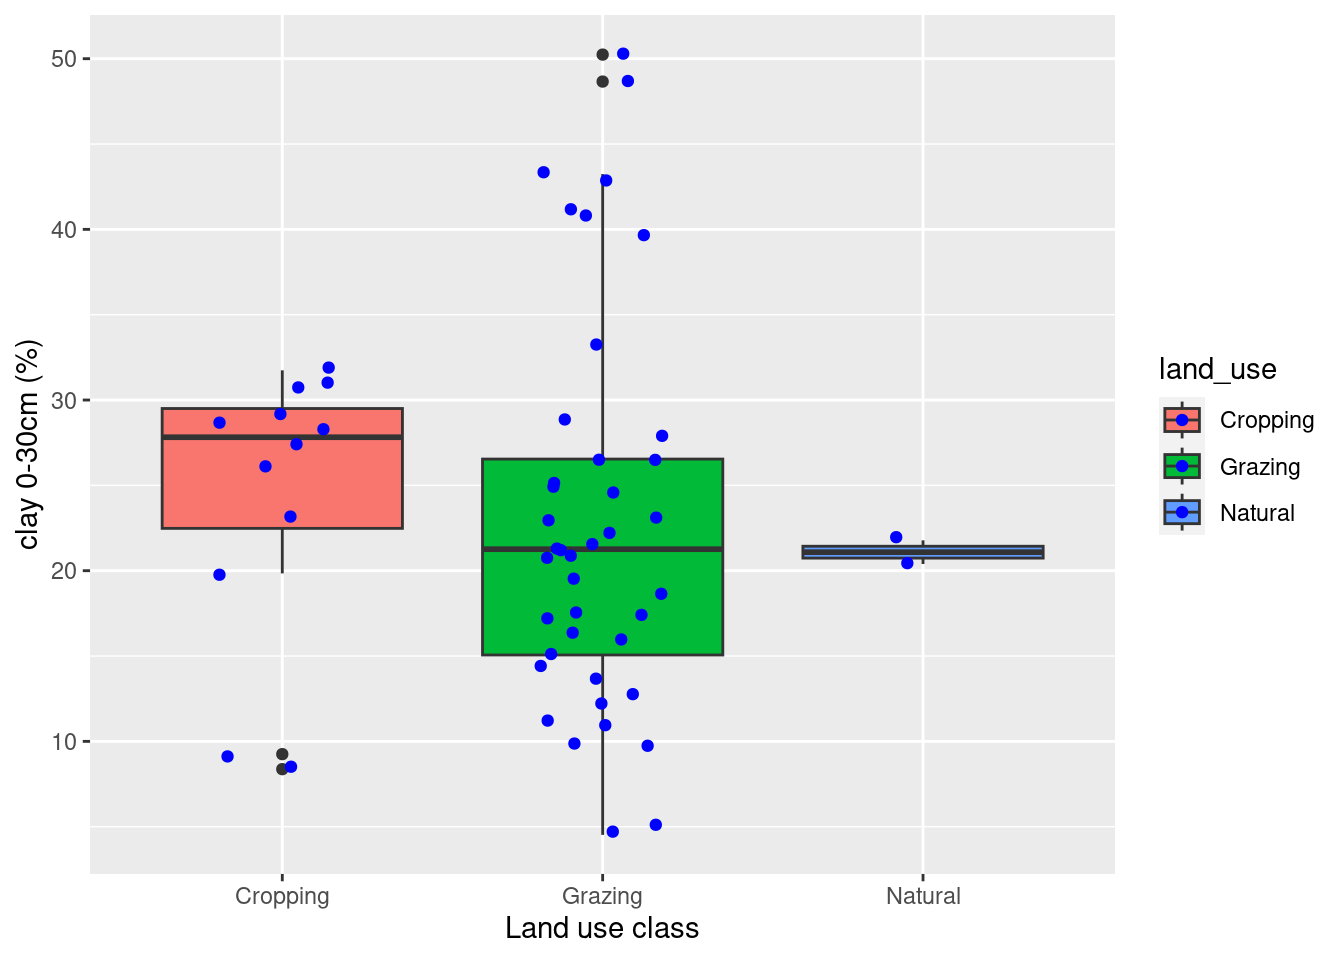 50
40
30
20
10
clay 0-30cm (%)
Cropping
Grazing
Natural
Land use class
land_use
Cropping
Grazing
Natural